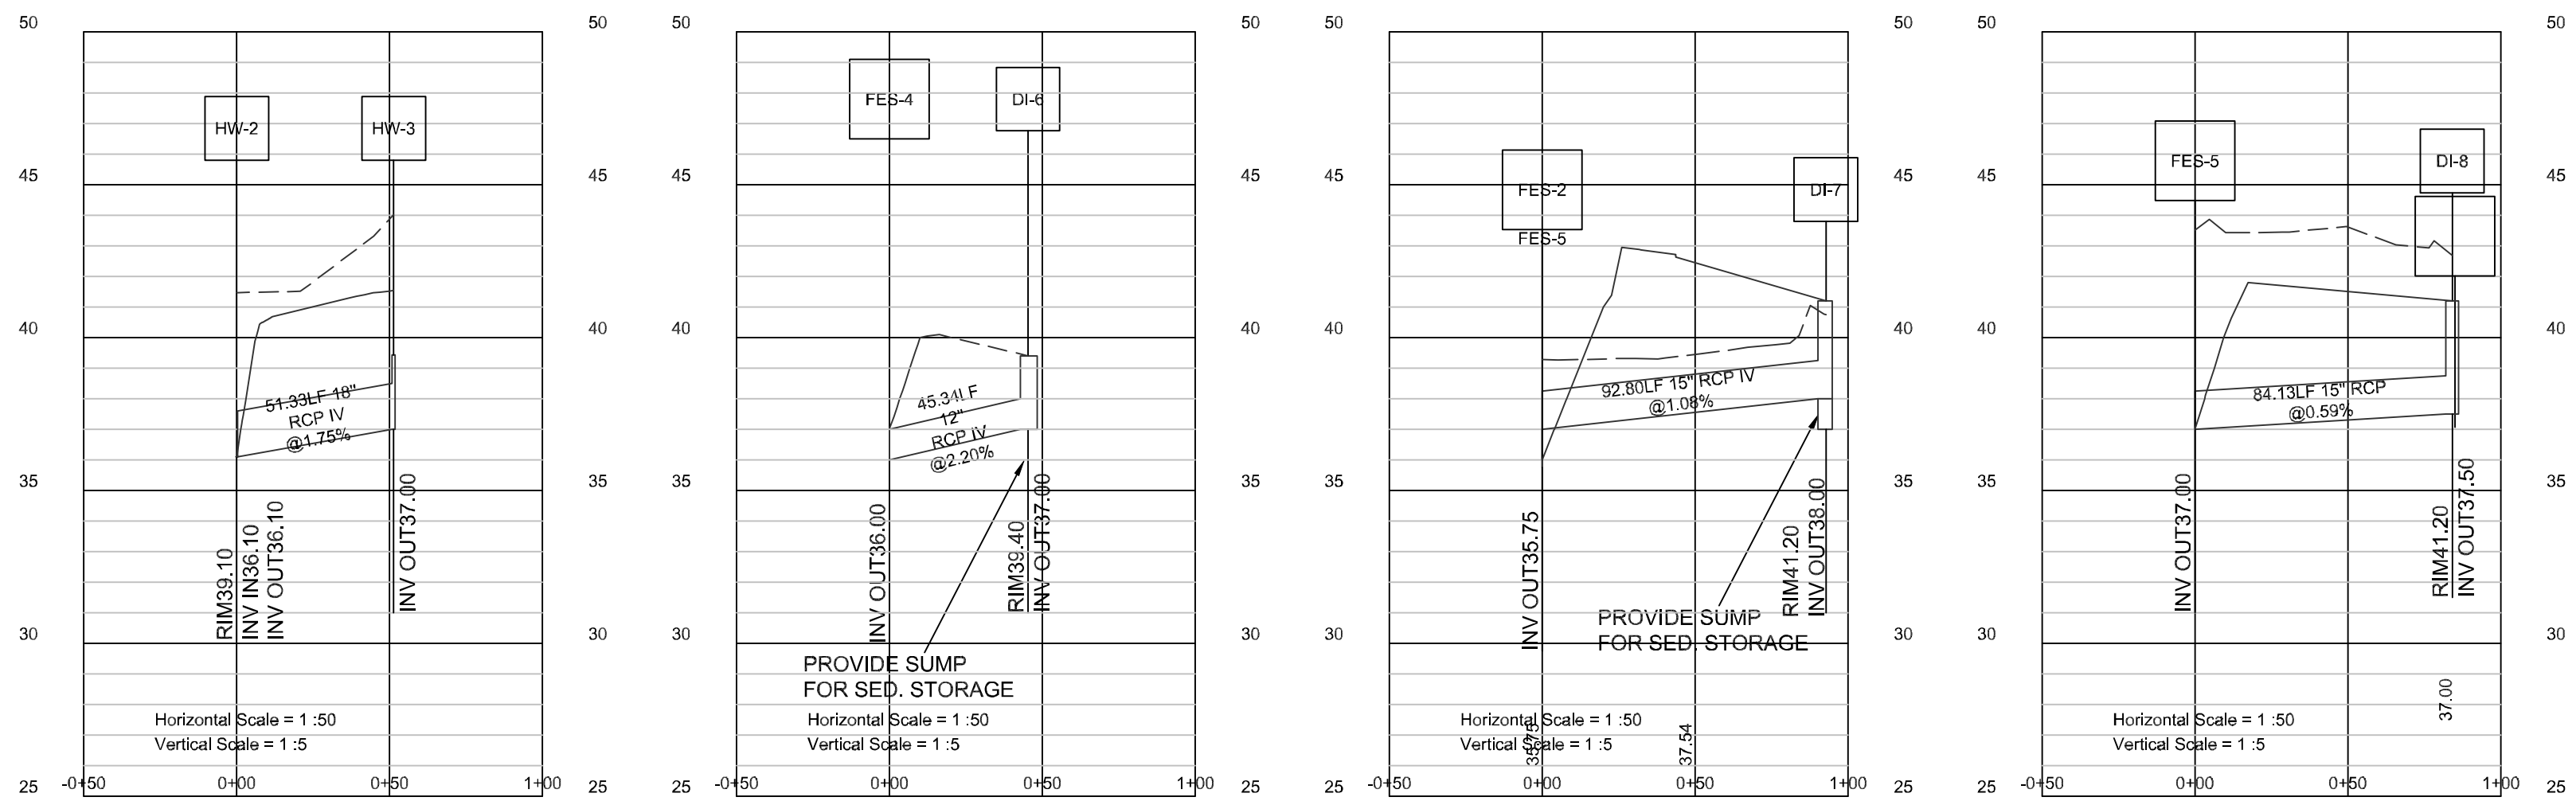 50
HW-2
HW-3
45
40
51.33LF 18"
RCP IV
@1.75%
35
RIM39.10
INV IN36.10
INV OUT36.10
INV OUT37.00
30
Horizontal Scale = 1 :50
Vertical Scale = 1 :5
25
-0+50
0+00
0+50
1+00
50
45
40
35
30
25
50
FES-4
DI-6
45
40
45.34LF
12"
RCP IV
@2.20%
35
INV OUT36.00
RIM39.40
INV OUT37.00
30
PROVIDE SUMP
FOR SED. STORAGE
Horizontal Scale = 1 :50
Vertical Scale = 1 :5
25
-0+50
0+00
0+50
1+00
50
45
40
35
30
25
50
FES-2
DI-7
FES-5
45
40
92.80LF 15" RCP IV
@1.08%
35
INV OUT35.75
RIM41.20
INV OUT38.00
PROVIDE SUMP
FOR SED. STORAGE
30
Horizontal Scale = 1 :50
Vertical Scale = 1 :5
35.75
37.54
25
-0+50
0+00
0+50
1+00
50
45
40
35
30
25
50
FES-5
DI-8
45
40
84.13LF 15" RCP
@0.59%
35
INV OUT37.00
RIM41.20
INV OUT37.50
30
37.00
Horizontal Scale = 1 :50
Vertical Scale = 1 :5
25
-0+50
0+00
0+50
1+00
50
45
40
35
30
25